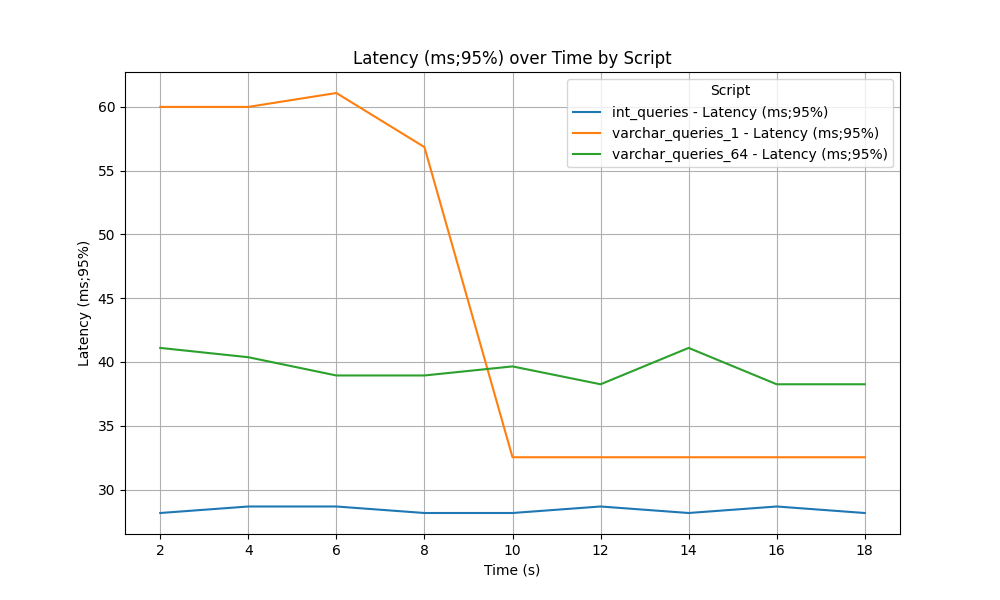 Latency (ms;95%) over Time by Script
Script
int_queries - Latency (ms;95%)
varchar_queries_1 - Latency (ms;95%)
varchar_queries_64 - Latency (ms;95%)
Latency (ms;95%)
60
55
50
45
40
35
30
2 4 6 8 10 12 14 16 18
Time (s)